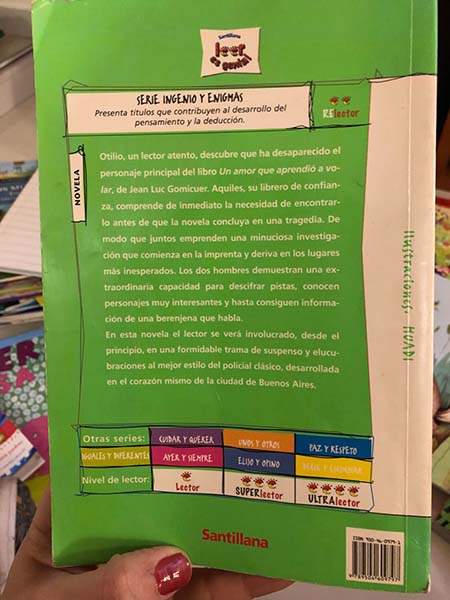 Santillana
leer
es genial
SERIE INGENIO Y ENIGMAS
Presenta títulos que contribuyen al desarrollo del
pensamiento y la deducción.
RElector
NOVELA
Otilio, un lector atento, descubre que ha desaparecido el
personaje principal del libro Un amor que aprendió a vo-
lar, de Jean Luc Gomicuer. Aquiles, su librero de confian-
za, comprende de inmediato la necesidad de encontrar-
lo antes de que la novela concluya en una tragedia. De
modo que juntos emprenden una minuciosa investiga-
ción que comienza en la imprenta y deriva en los lugares
más inesperados. Los dos hombres demuestran una ex-
traordinaria capacidad para descifrar pistas, conocen
personajes muy interesantes y hasta consiguen informa-
ción de una berenjena que habla.
En esta novela el lector se verá involucrado, desde el
principio, en una formidable trama de suspenso y elucu-
braciones al mejor estilo del policial clásico, desarrollada
en el corazón mismo de la ciudad de Buenos Aires.
Ilustraciones, HUADI
Otras series: CUIDAR Y QUERER UNOS Y OTROS PAZ Y RESPETO
IGUALES Y DIFERENTES AYER Y SIEMPRE ELIJO Y OPINO DECIR Y ESCUCHAR
Nivel de lector: Lector SUPERlector ULTRAlector
Santillana
ISBN 950-46-0979-1
9789504609797